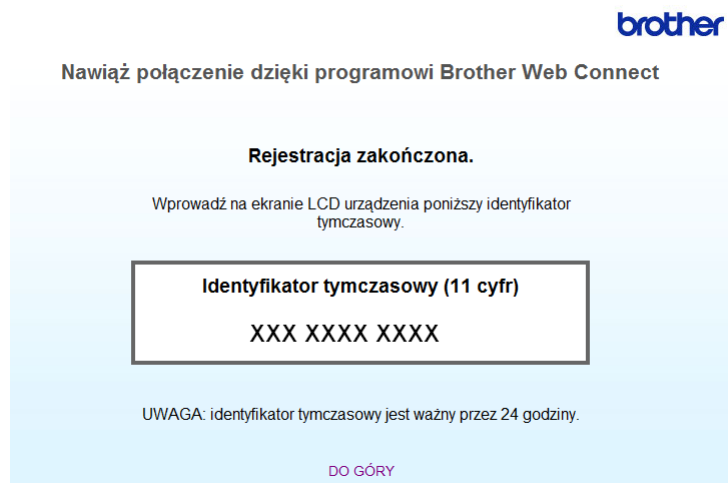 brother
Nawiąż połączenie dzięki programowi Brother Web Connect
Rejestracja zakończona.
Wprowadź na ekranie LCD urządzenia poniższy identyfikator
tymczasowy.
Identyfikator tymczasowy (11 cyfr)
XXX XXXX XXXX
UWAGA: identyfikator tymczasowy jest ważny przez 24 godziny.
DO GÓRY